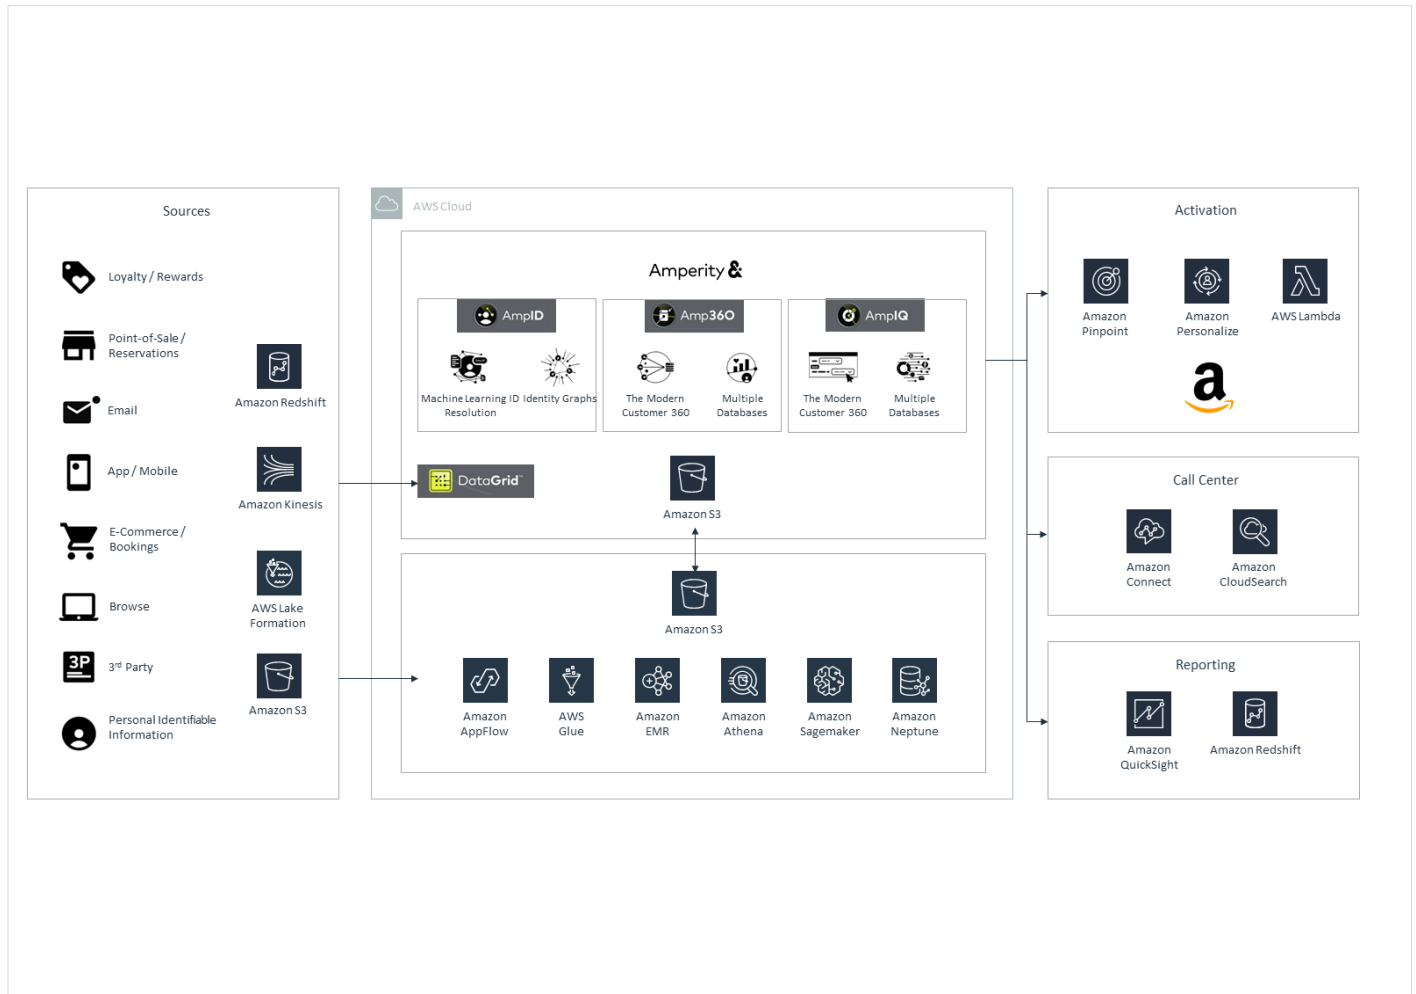 Sources
Loyalty / Rewards
Point-of-Sale /
Reservations
Email
App / Mobile
E-Commerce /
Bookings
Browse
3P
3rd Party
Personal Identifiable
Information
Amazon Redshift
Amazon Kinesis
AWS Lake
Formation
Amazon S3
AWS Cloud
Amperity &
AmpID
Machine Learning ID
Resolution
Identity Graphs
Amp360
The Modern
Customer 360
Multiple
Databases
AmpIQ
The Modern
Customer 360
Multiple
Databases
DataGrid™
Amazon S3
Amazon S3
Amazon
AppFlow
AWS
Glue
Amazon
EMR
Amazon
Athena
Amazon
Sagemaker
Amazon
Neptune
Activation
Amazon
Pinpoint
Amazon
Personalize
AWS Lambda
a
Call Center
Amazon
Connect
Amazon
CloudSearch
Reporting
Amazon
QuickSight
Amazon Redshift